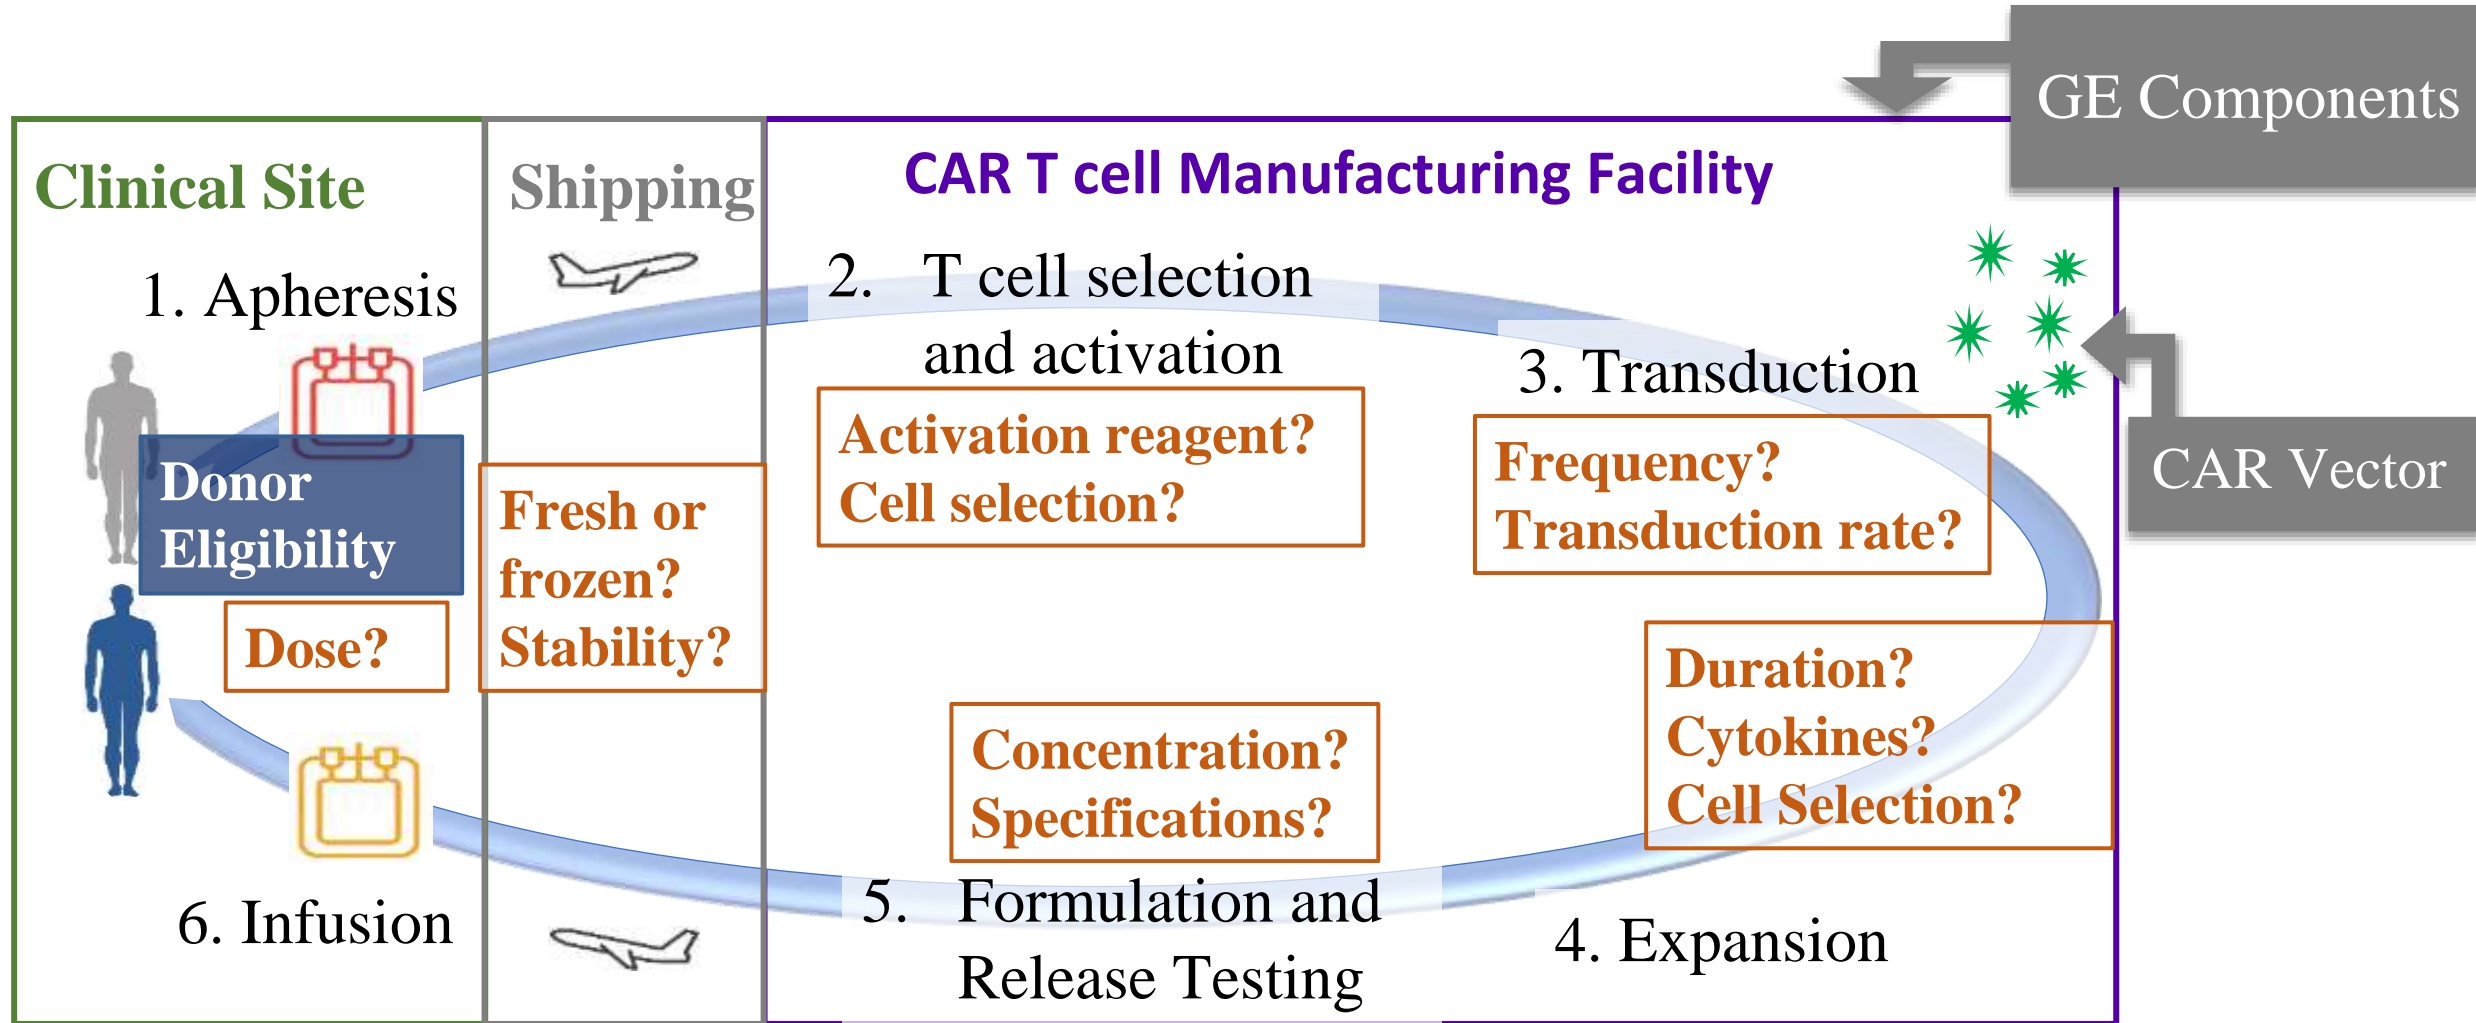 GE Components
Clinical Site
Shipping
CAR T cell Manufacturing Facility
1. Apheresis
2. T cell selection
and activation
Activation reagent?
Cell selection?
3. Transduction
Frequency?
Transduction rate?
CAR Vector
Donor
Eligibility
Dose?
Fresh or
frozen?
Stability?
Duration?
Cytokines?
Cell Selection?
Concentration?
Specifications?
4. Expansion
5. Formulation and
Release Testing
6. Infusion